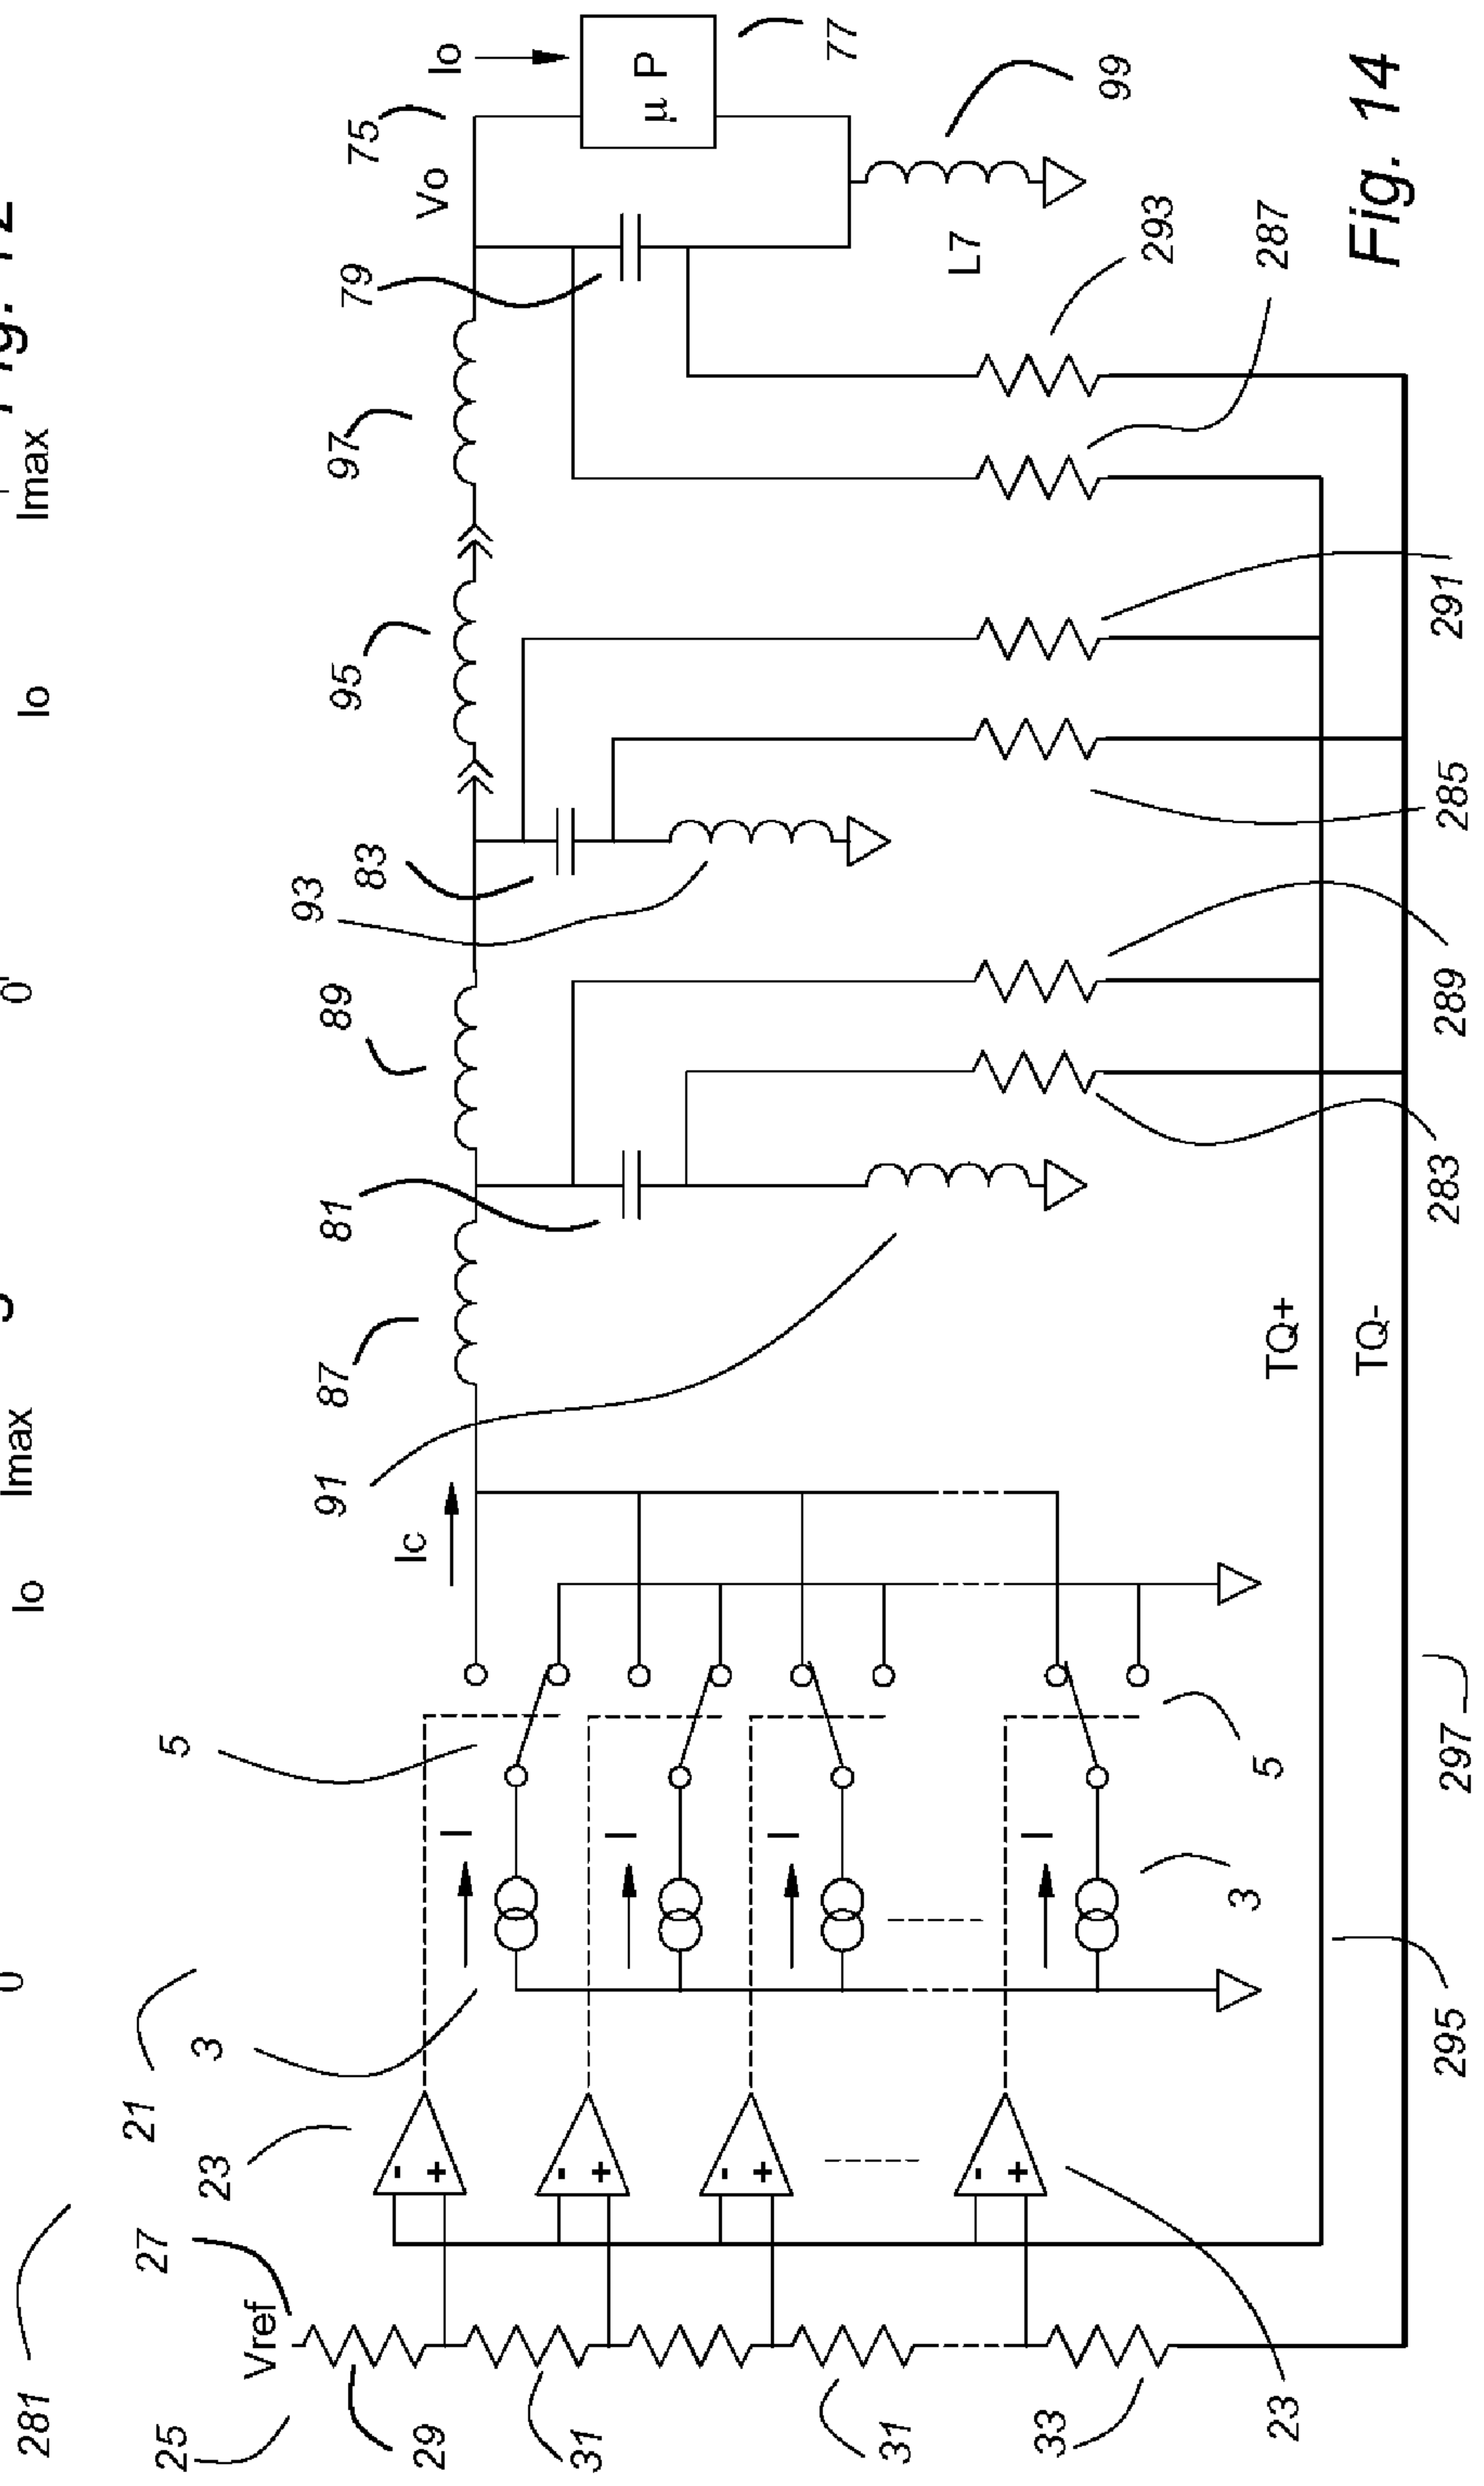 0 Io Imax 0 Io Imax
281
21
25 27 5
23 3
Vref
91 93
29 87 81 89 83 95 97 79 75
Ic Vo Io
I
31
- +
I
- +
µ P
I
- +
77
31
L7
I
- +
33
3
99
293
23 5
TQ+ 287
TQ-
Fig. 14
295 297 283 289 285 291